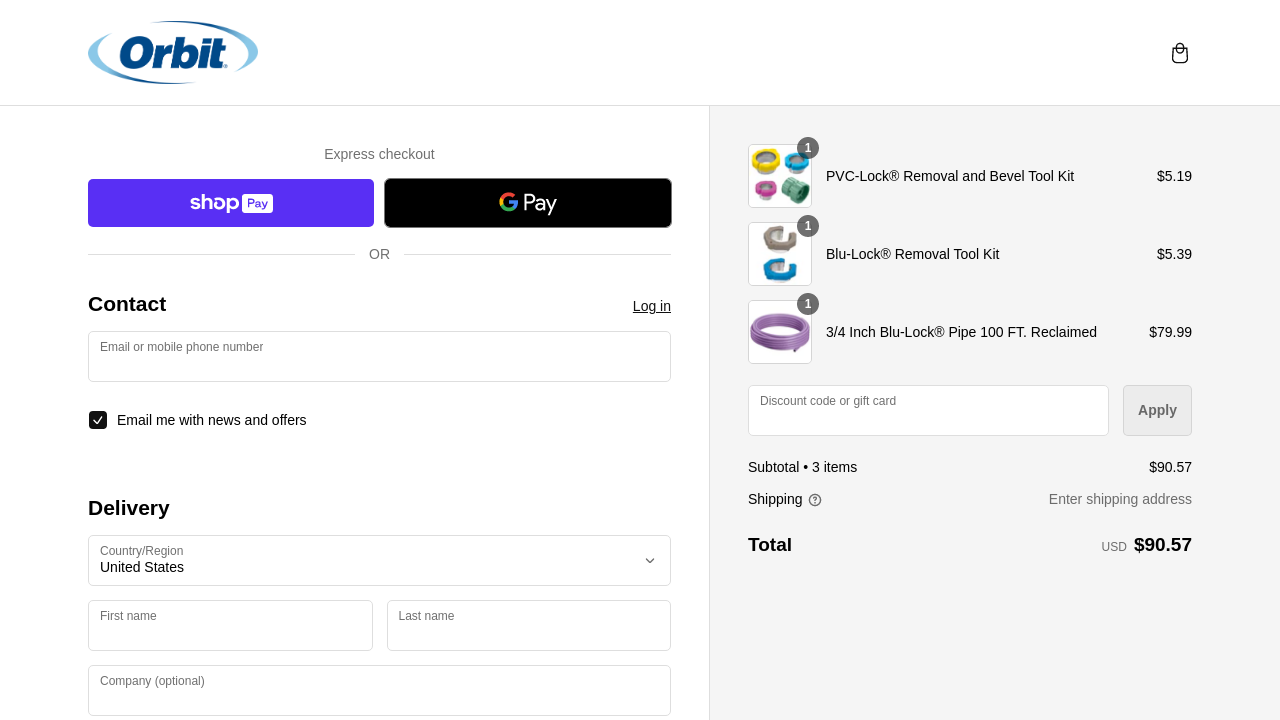 Orbit
Express checkout
shop Pay
G Pay
OR
Contact
Log in
Email or mobile phone number
Email me with news and offers
Delivery
Country/Region
United States
First name
Last name
Company (optional)
1
PVC-Lock® Removal and Bevel Tool Kit
$5.19
1
Blu-Lock® Removal Tool Kit
$5.39
1
3/4 Inch Blu-Lock® Pipe 100 FT. Reclaimed
$79.99
Discount code or gift card
Apply
Subtotal • 3 items
$90.57
Shipping
Enter shipping address
Total
USD $90.57